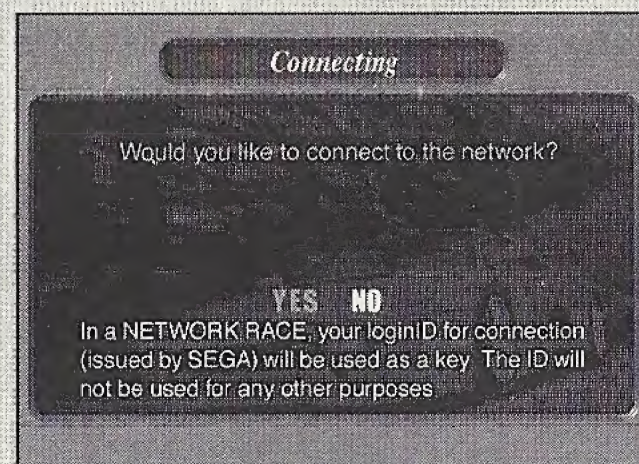 Connecting
Would you like to connect to the network?
YES NO
In a NETWORK RACE, your loginID for connection
(issued by SEGA) will be used as a key. The ID will
not be used for any other purposes.